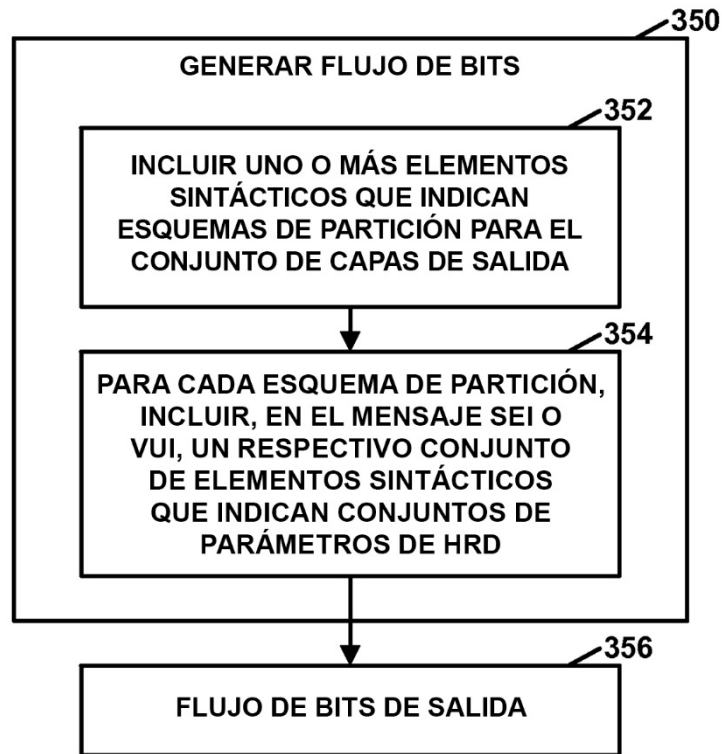 350
GENERAR FLUJO DE BITS
352
INCLUIR UNO O MÁS ELEMENTOS
SINTÁCTICOS QUE INDICAN
ESQUEMAS DE PARTICIÓN PARA EL
CONJUNTO DE CAPAS DE SALIDA
354
PARA CADA ESQUEMA DE PARTICIÓN,
INCLUIR, EN EL MENSAJE SEI O
VUI, UN RESPECTIVO CONJUNTO
DE ELEMENTOS SINTÁCTICOS
QUE INDICAN CONJUNTOS DE
PARÁMETROS DE HRD
356
FLUJO DE BITS DE SALIDA